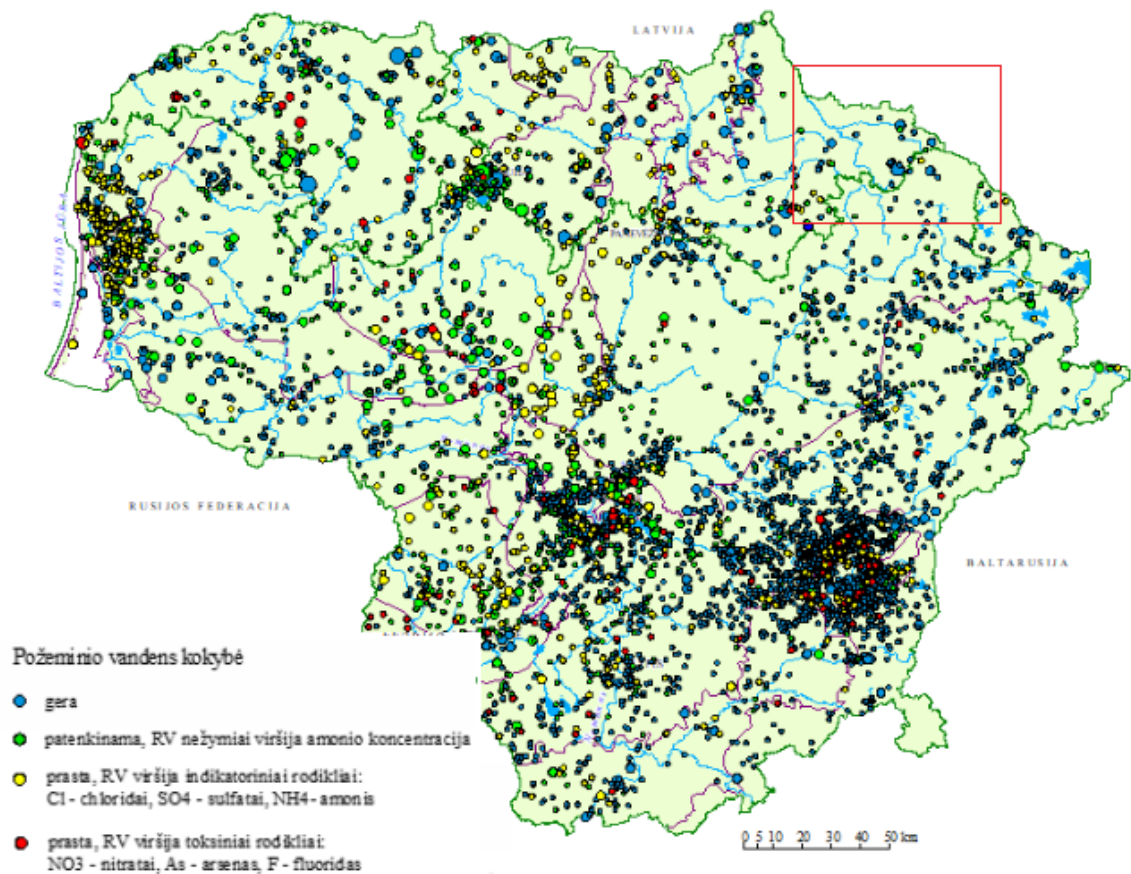 LATVIJA
BALTIJOS JŪRA
RUSIJOS FEDERACIJA
BALTARUSIJA
0 5 10 20 30 40 50 km
Požeminio vandens kokybė
gera
patenkinama, RV nežymiai viršija amonio koncentracija
prasta, RV viršija indikatoriniai rodikliai:
Cl - chloridai, SO4 - sulfatai, NH4- amonis
prasta, RV viršija toksiniai rodikliai:
NO3 - nitratai, As - arsenas, F - fluoridas